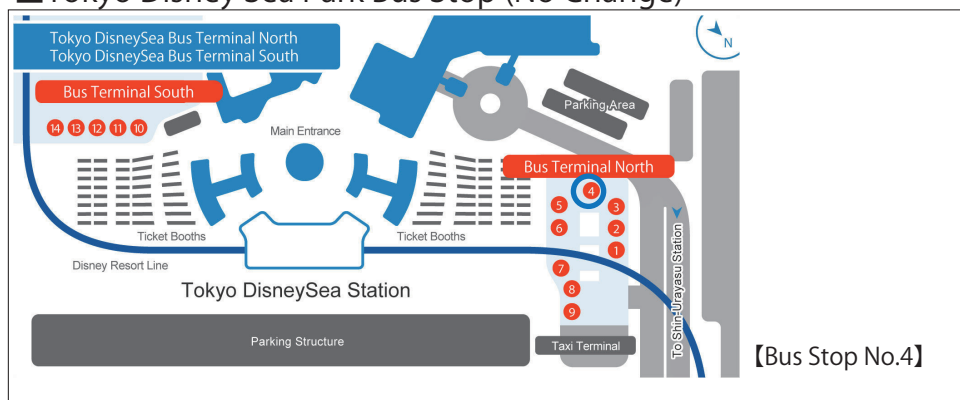 Tokyo Disney Sea Park Bus Stop (No Change)
Tokyo DisneySea Bus Terminal North
Tokyo DisneySea Bus Terminal South
N
Bus Terminal South
14 13 12 11 10
Main Entrance
Parking Area
Bus Terminal North
4
5 3
6 2
1
7
8
9
Ticket Booths
Ticket Booths
Disney Resort Line
To Shin-Urayasu Station
Tokyo DisneySea Station
Parking Structure
Taxi Terminal
【Bus Stop No.4】